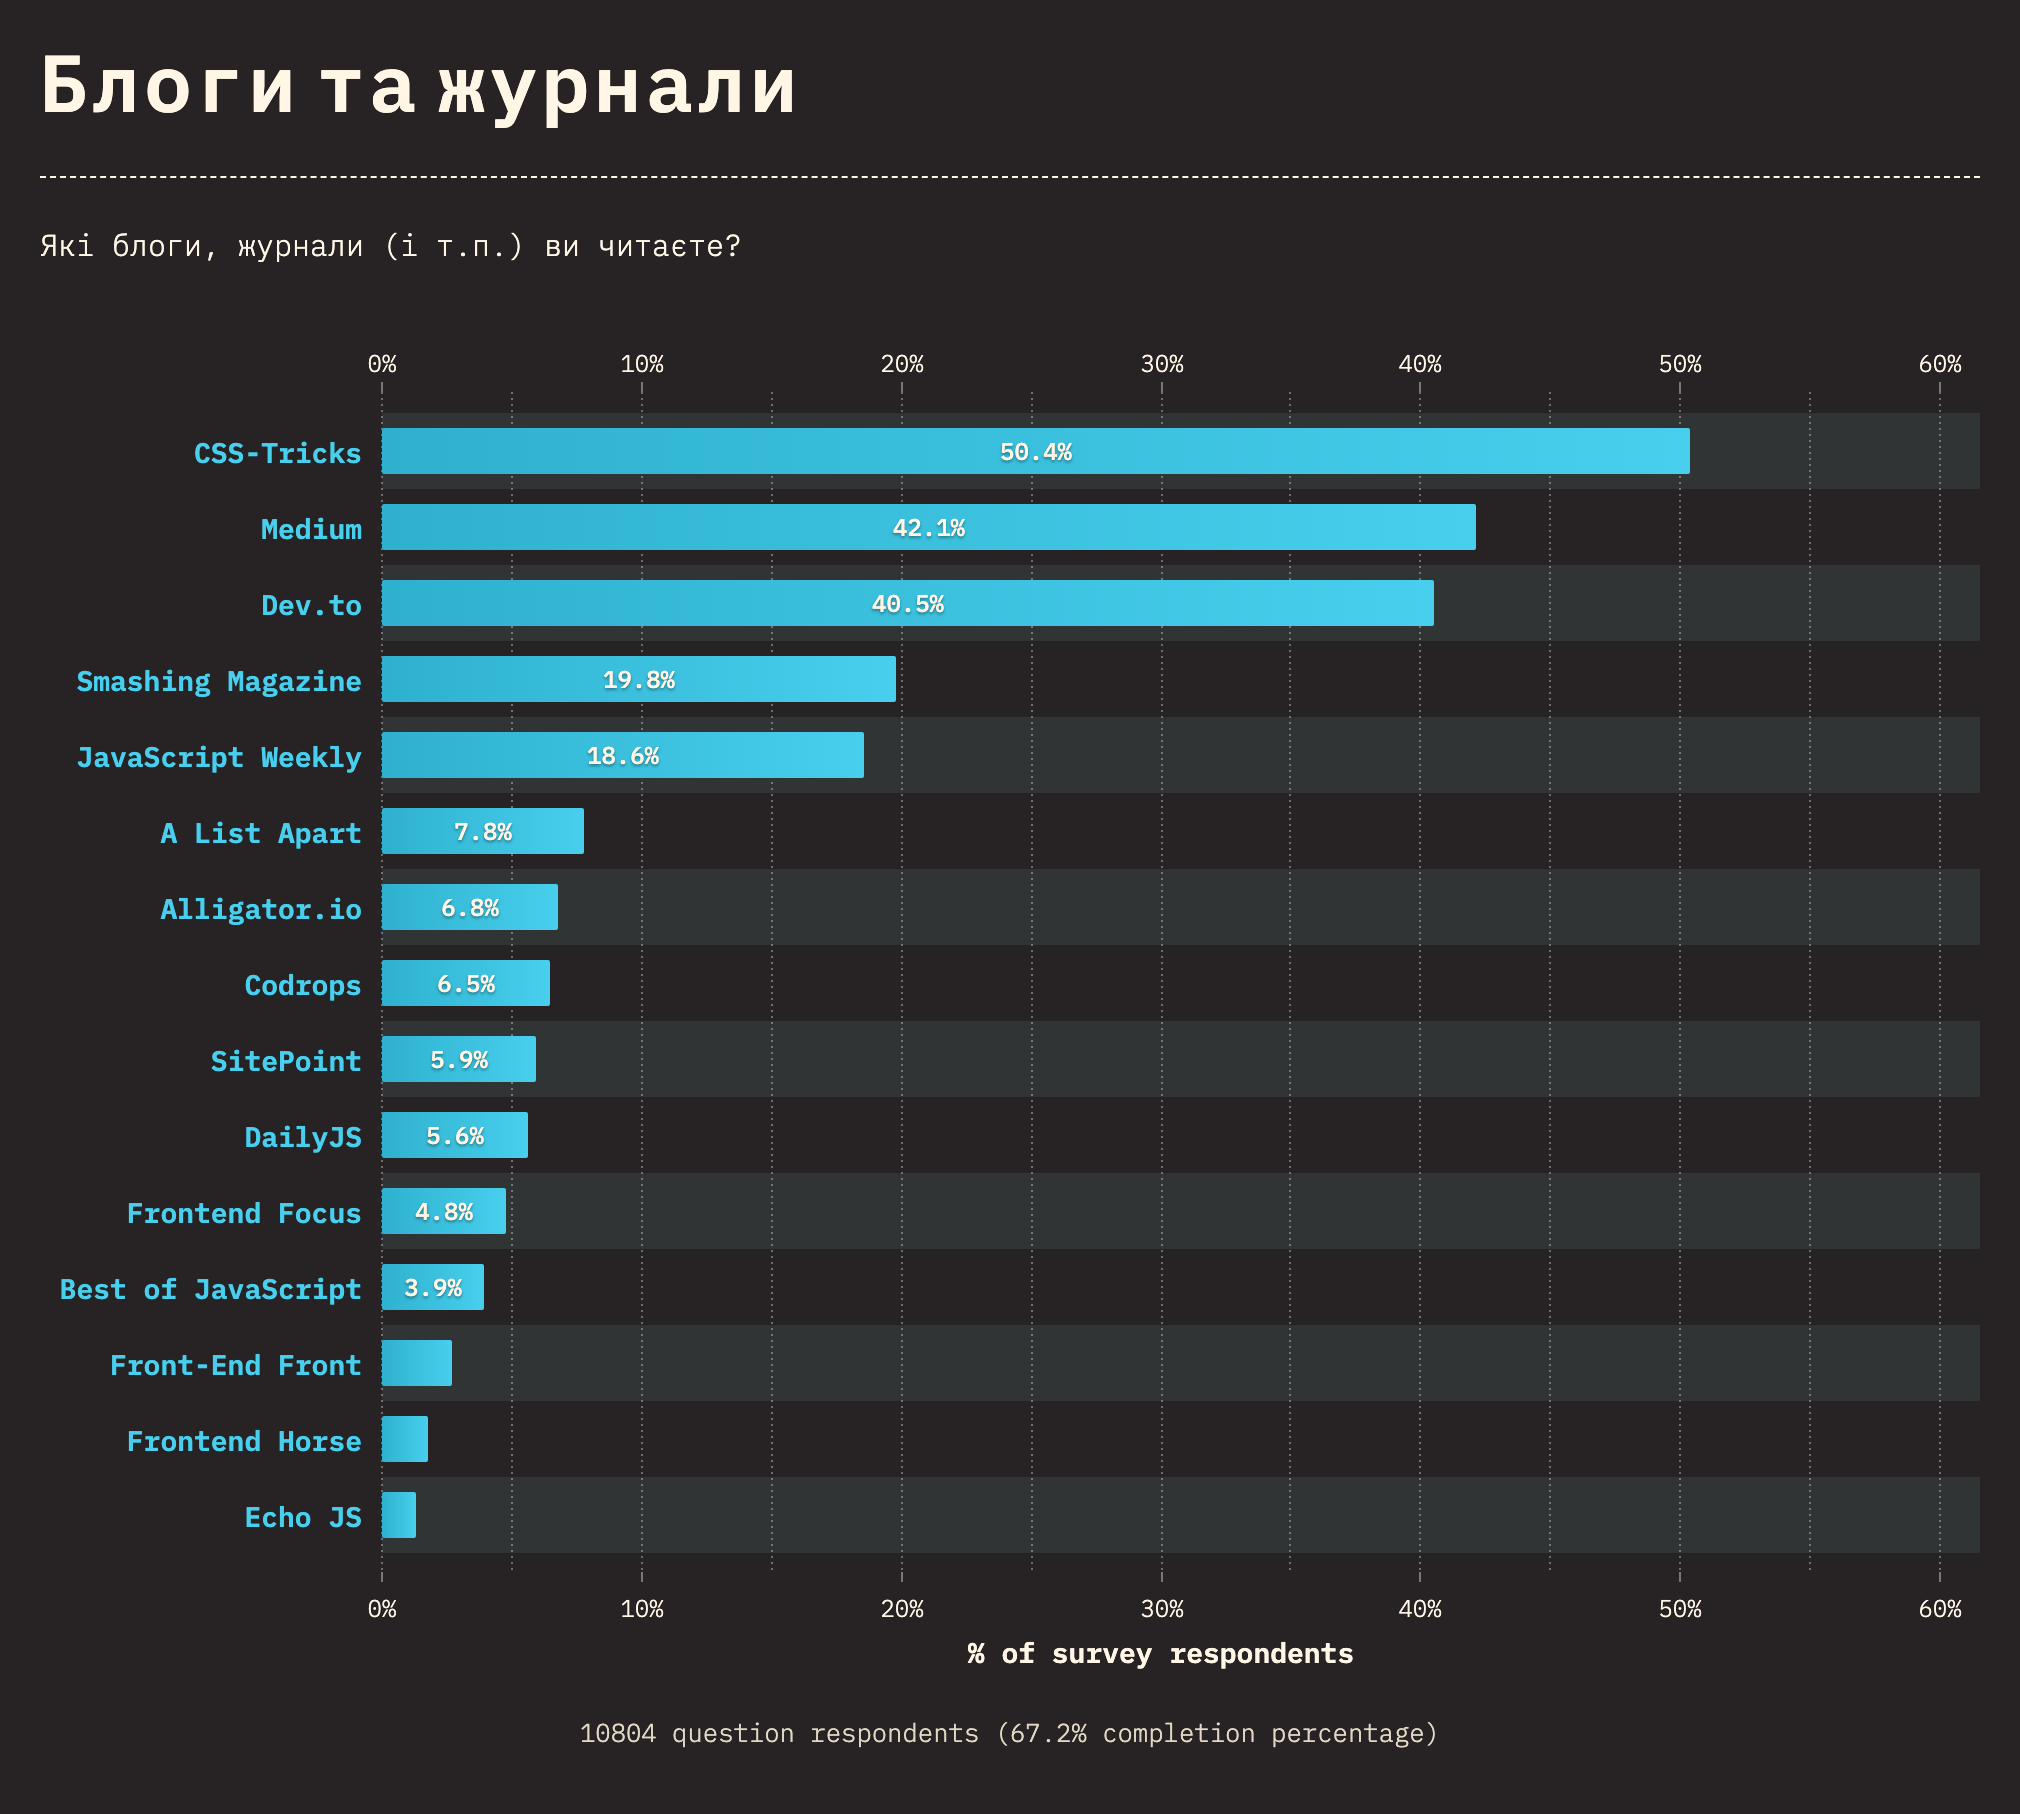 Блоги та журнали
Які блоги, журнали (і т.п.) ви читаєте?
0% 10% 20% 30% 40% 50% 60%
CSS-Tricks 50.4%
Medium 42.1%
Dev.to 40.5%
Smashing Magazine 19.8%
JavaScript Weekly 18.6%
A List Apart 7.8%
Alligator.io 6.8%
Codrops 6.5%
SitePoint 5.9%
DailyJS 5.6%
Frontend Focus 4.8%
Best of JavaScript 3.9%
Front-End Front
Frontend Horse
Echo JS
0% 10% 20% 30% 40% 50% 60%
% of survey respondents
10804 question respondents (67.2% completion percentage)